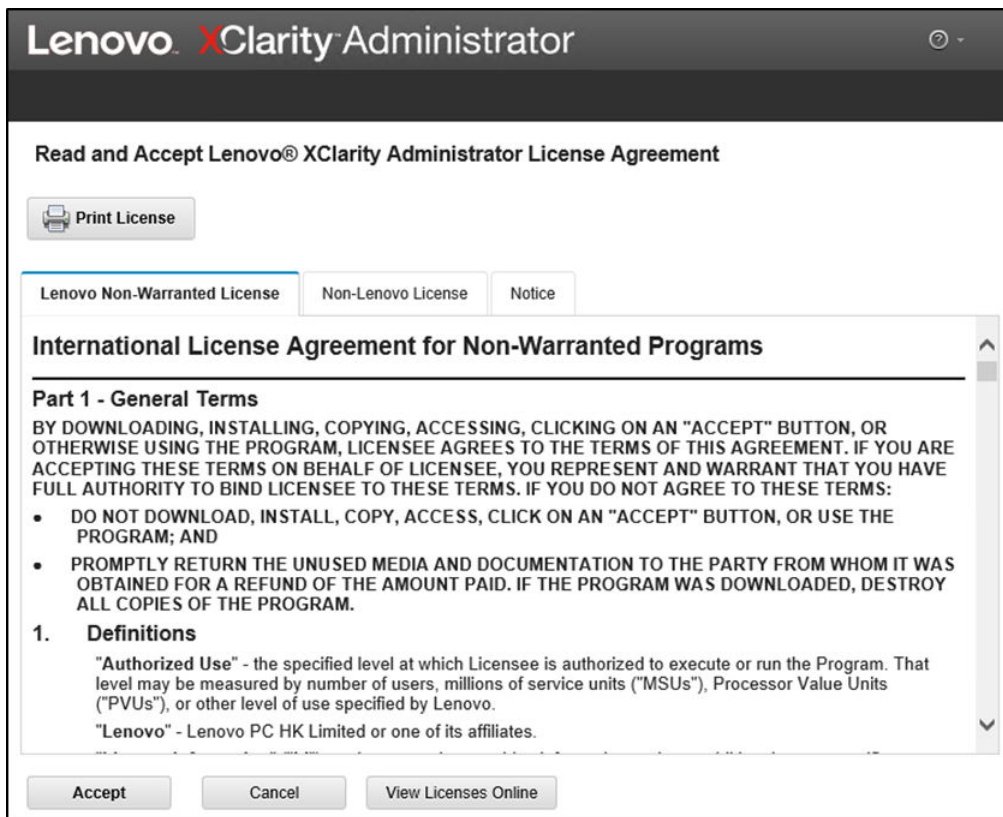 Lenovo. XClarity™ Administrator
Read and Accept Lenovo® XClarity Administrator License Agreement
Print License
Lenovo Non-Warranted License Non-Lenovo License Notice
International License Agreement for Non-Warranted Programs
Part 1 - General Terms
BY DOWNLOADING, INSTALLING, COPYING, ACCESSING, CLICKING ON AN "ACCEPT" BUTTON, OR
OTHERWISE USING THE PROGRAM, LICENSEE AGREES TO THE TERMS OF THIS AGREEMENT. IF YOU ARE
ACCEPTING THESE TERMS ON BEHALF OF LICENSEE, YOU REPRESENT AND WARRANT THAT YOU HAVE
FULL AUTHORITY TO BIND LICENSEE TO THESE TERMS. IF YOU DO NOT AGREE TO THESE TERMS:
• DO NOT DOWNLOAD, INSTALL, COPY, ACCESS, CLICK ON AN "ACCEPT" BUTTON, OR USE THE
PROGRAM; AND
• PROMPTLY RETURN THE UNUSED MEDIA AND DOCUMENTATION TO THE PARTY FROM WHOM IT WAS
OBTAINED FOR A REFUND OF THE AMOUNT PAID. IF THE PROGRAM WAS DOWNLOADED, DESTROY
ALL COPIES OF THE PROGRAM.
1. Definitions
"Authorized Use" - the specified level at which Licensee is authorized to execute or run the Program. That
level may be measured by number of users, millions of service units ("MSUs"), Processor Value Units
("PVUs"), or other level of use specified by Lenovo.
"Lenovo" - Lenovo PC HK Limited or one of its affiliates.
Accept Cancel View Licenses Online